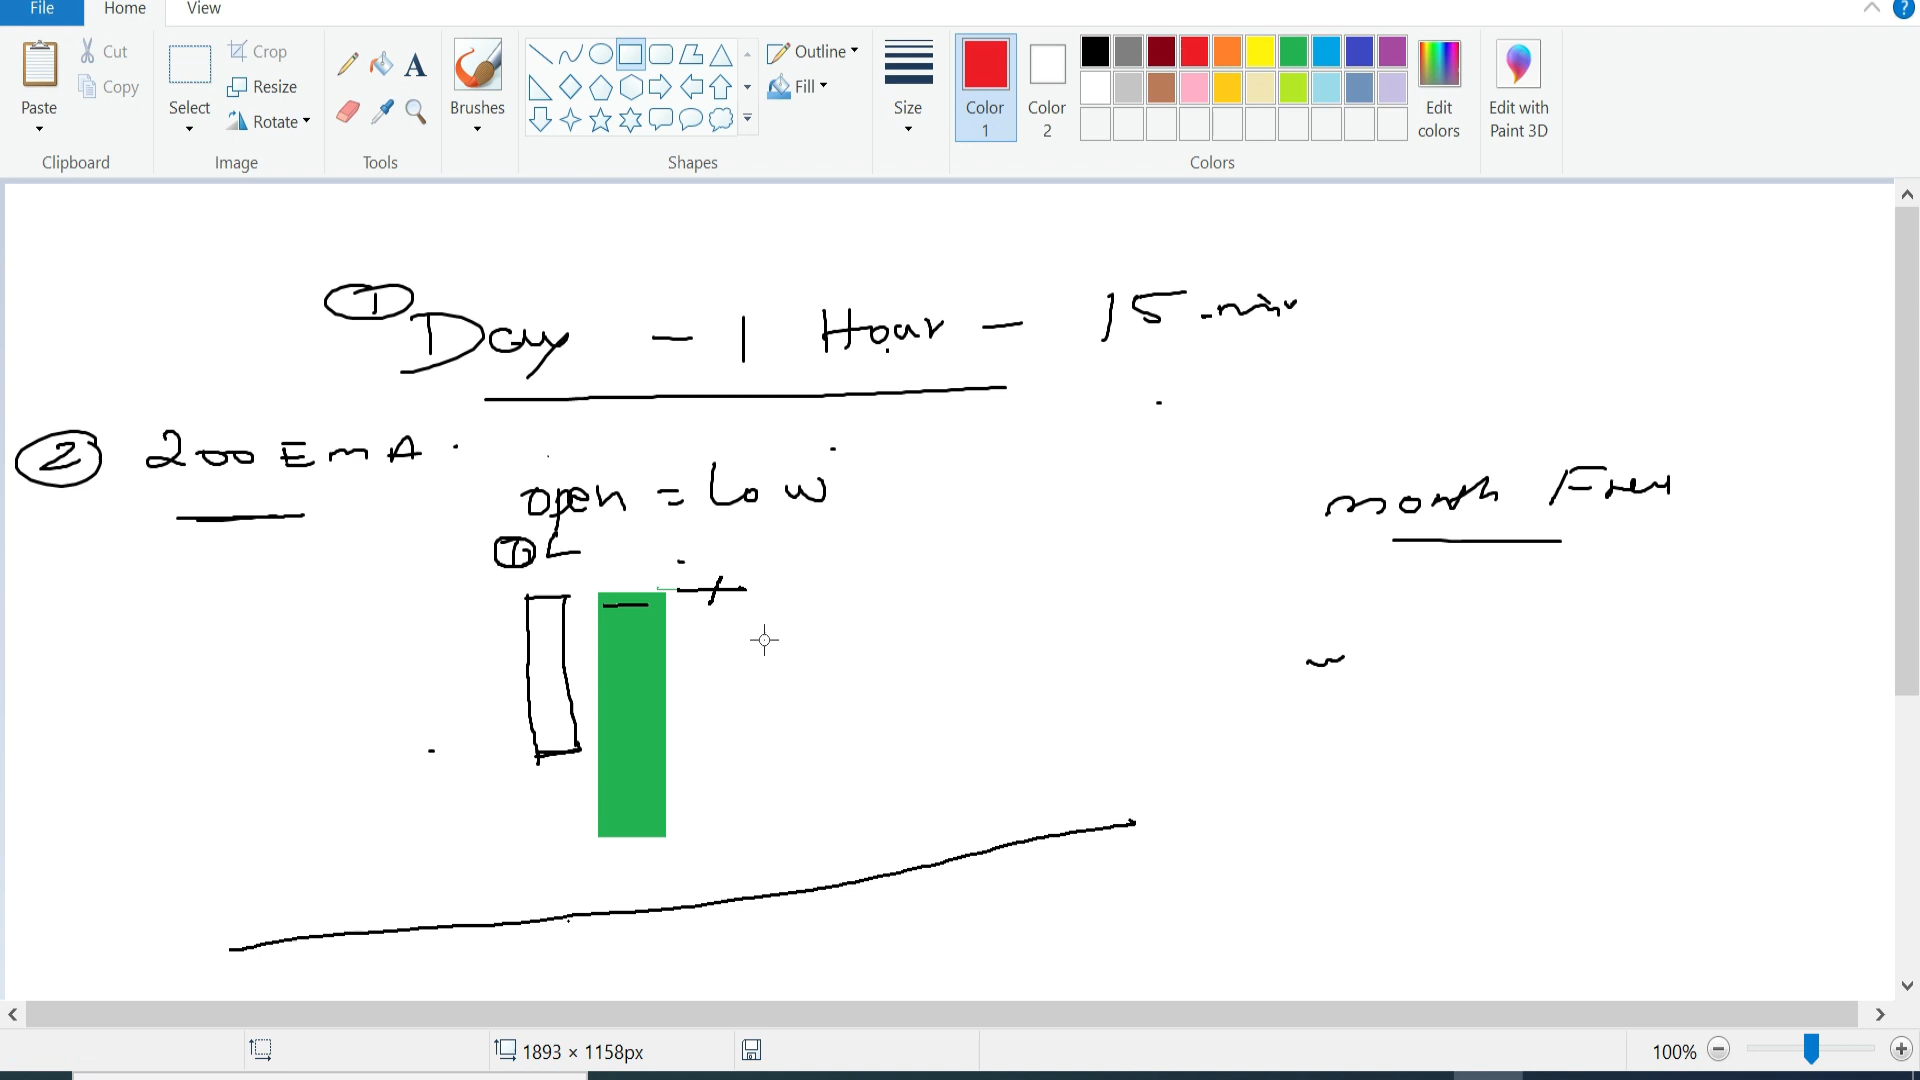 File Home View
Paste Cut Copy Clipboard
Select Crop Resize Rotate Image
A Tools
Brushes
Outline Fill Shapes
Size
Color 1 Color 2 Edit colors Colors
Edit with Paint 3D
① Day - 1 Hour - 15 min
② 200 EMA
open = Low
①
month Free
1893 × 1158px
100%